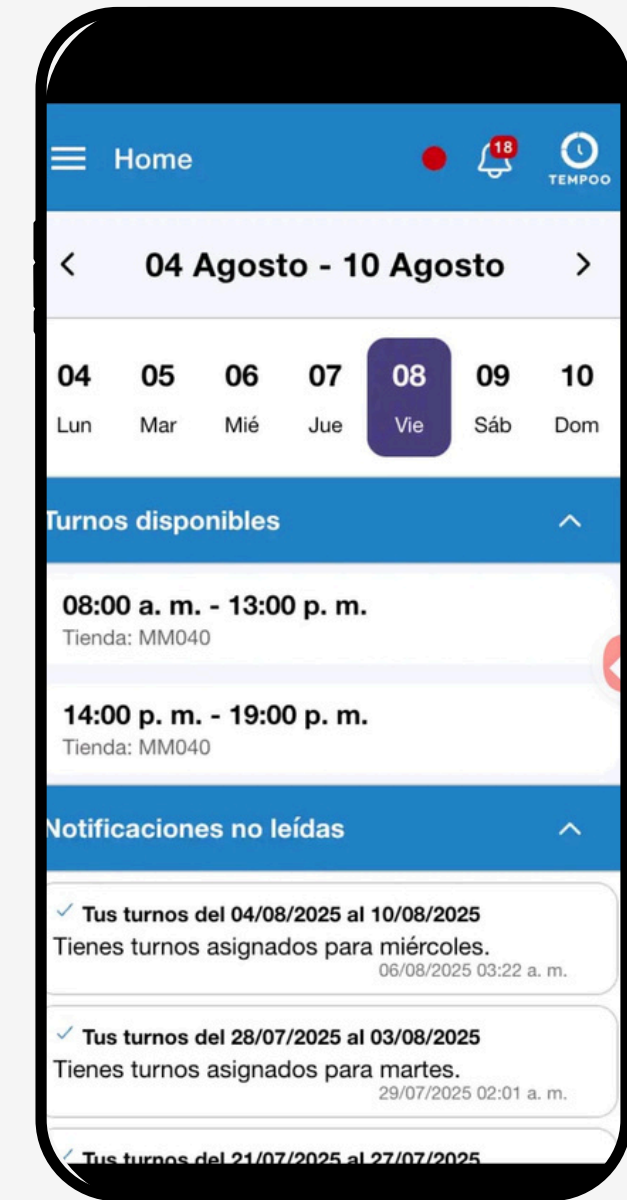 Home
18
TEMPOO
04 Agosto - 10 Agosto
04 05 06 07 08 09 10
Lun Mar Mié Jue Vie Sáb Dom
Turnos disponibles
08:00 a. m. - 13:00 p. m.
Tienda: MM040
14:00 p. m. - 19:00 p. m.
Tienda: MM040
Notificaciones no leídas
Tus turnos del 04/08/2025 al 10/08/2025
Tienes turnos asignados para miércoles.
06/08/2025 03:22 a. m.
Tus turnos del 28/07/2025 al 03/08/2025
Tienes turnos asignados para martes.
29/07/2025 02:01 a. m.
Tus turnos del 21/07/2025 al 27/07/2025